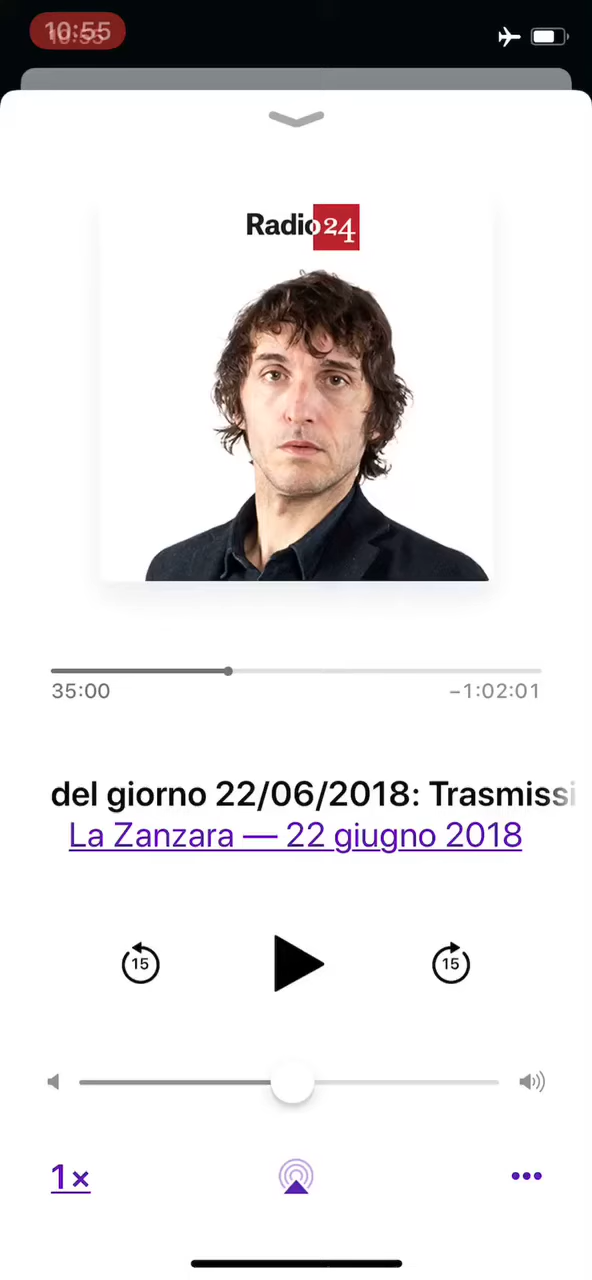 10:55
Radio24
35:00
−1:02:01
del giorno 22/06/2018: Trasmissi
La Zanzara — 22 giugno 2018
15
15
1×